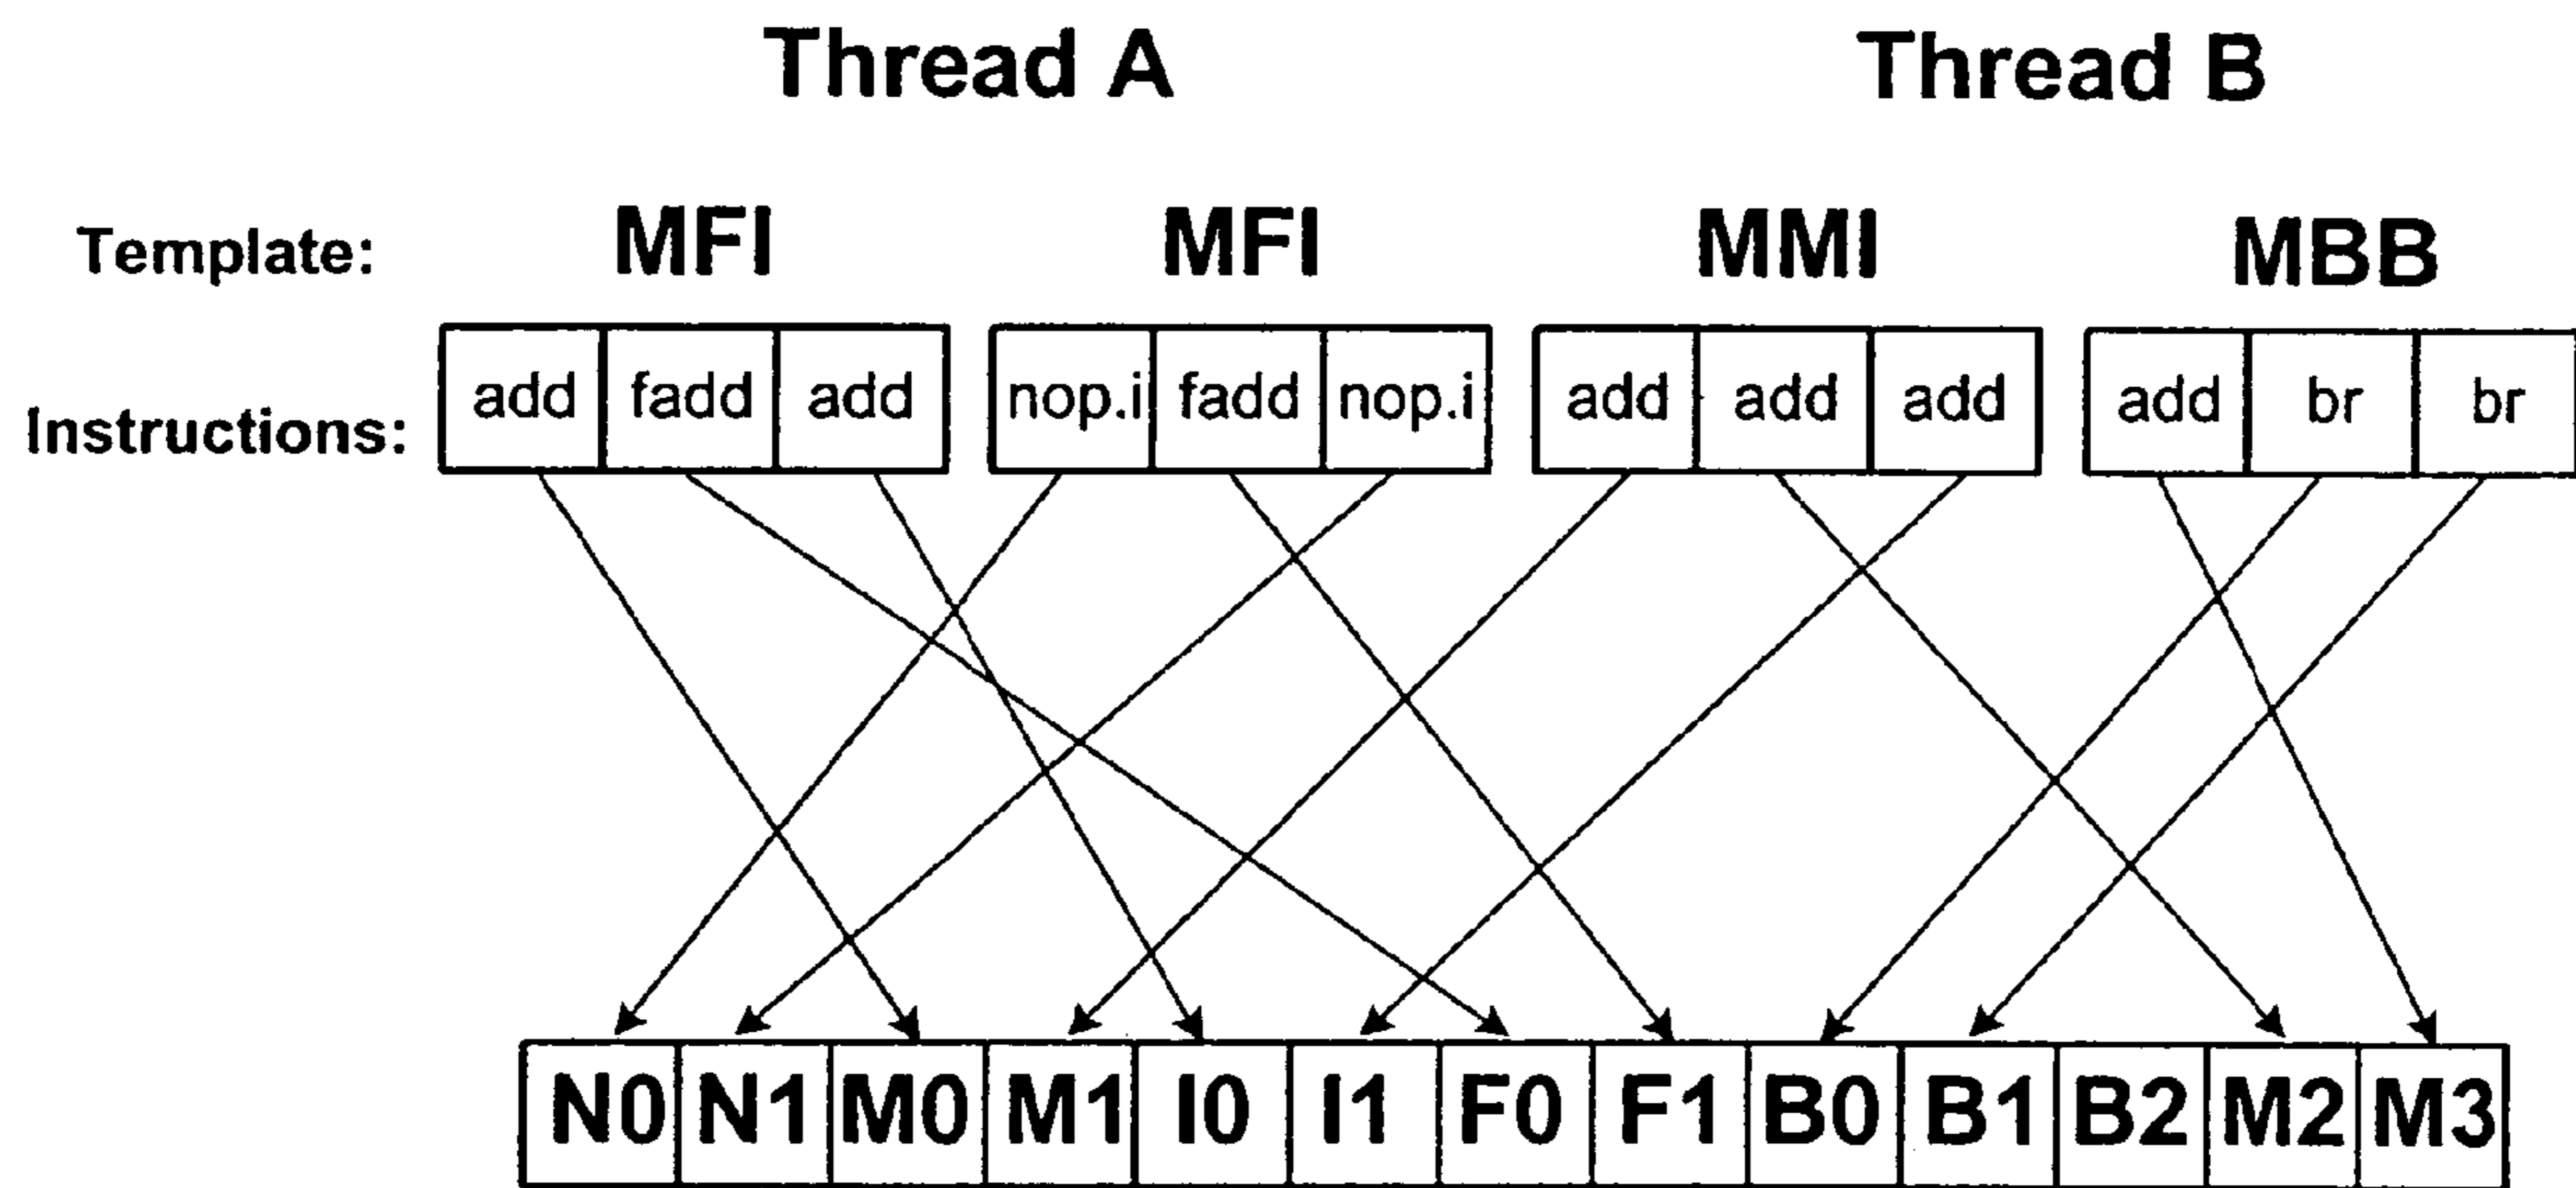 Thread A Thread B
Template: MFI MFI MMI MBB
Instructions: add fadd add nop.i fadd nop.i add add add add br br
N0 N1 M0 M1 I0 I1 F0 F1 B0 B1 B2 M2 M3